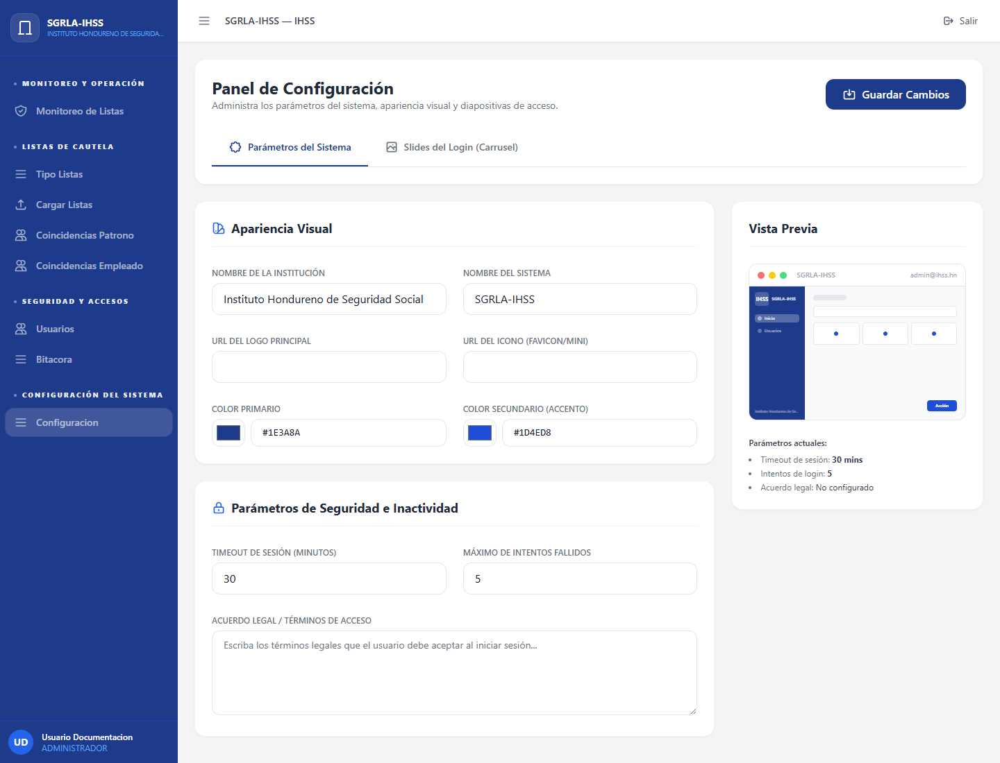 SGRLA-IHSS
INSTITUTO HONDURENO DE SEGURIDA...
MONITOREO Y OPERACIÓN
Monitoreo de Listas
LISTAS DE CAUTELA
Tipo Listas
Cargar Listas
Coincidencias Patrono
Coincidencias Empleado
SEGURIDAD Y ACCESOS
Usuarios
Bitacora
CONFIGURACIÓN DEL SISTEMA
Configuracion
UD
Usuario Documentacion
ADMINISTRADOR
SGRLA-IHSS — IHSS
Salir
Panel de Configuración
Administra los parámetros del sistema, apariencia visual y diapositivas de acceso.
Guardar Cambios
Parámetros del Sistema
Slides del Login (Carrusel)
Apariencia Visual
NOMBRE DE LA INSTITUCIÓN
Instituto Hondureno de Seguridad Social
NOMBRE DEL SISTEMA
SGRLA-IHSS
URL DEL LOGO PRINCIPAL
URL DEL ICONO (FAVICON/MINI)
COLOR PRIMARIO
#1E3A8A
COLOR SECUNDARIO (ACCENTO)
#1D4ED8
Parámetros de Seguridad e Inactividad
TIMEOUT DE SESIÓN (MINUTOS)
30
MÁXIMO DE INTENTOS FALLIDOS
5
ACUERDO LEGAL / TÉRMINOS DE ACCESO
Escriba los términos legales que el usuario debe aceptar al iniciar sesión...
Vista Previa
SGRLA-IHSS
admin@ihss.hn
IHSS
SGRLA-IHSS
Inicio
Usuarios
Instituto Hondureno de Se...
Acción
Parámetros actuales:
Timeout de sesión: 30 mins
Intentos de login: 5
Acuerdo legal: No configurado